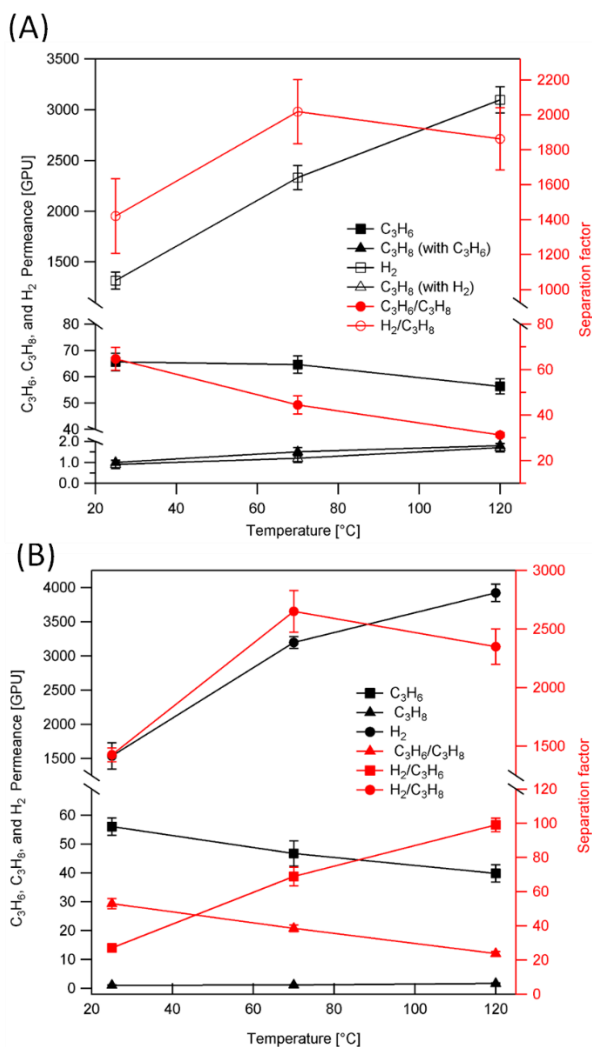 (A)
3500
3000
2500
2000
1500
80
70
60
50
40
2.0
1.0
0.0
C₃H₆, C₃H₈, and H₂ Permeance [GPU]
C₃H₆
C₃H₈ (with C₃H₆)
H₂
C₃H₈ (with H₂)
C₃H₆/C₃H₈
H₂/C₃H₈
2200
2000
1800
1600
1400
1200
1000
80
60
40
20
Separation factor
20 40 60 80 100 120
Temperature [°C]
(B)
4000
3500
3000
2500
2000
1500
60
50
40
30
20
10
0
C₃H₆, C₃H₈, and H₂ Permeance [GPU]
C₃H₆
C₃H₈
H₂
C₃H₆/C₃H₈
H₂/C₃H₆
H₂/C₃H₈
3000
2500
2000
1500
120
100
80
60
40
20
0
Separation factor
20 40 60 80 100 120
Temperature [°C]